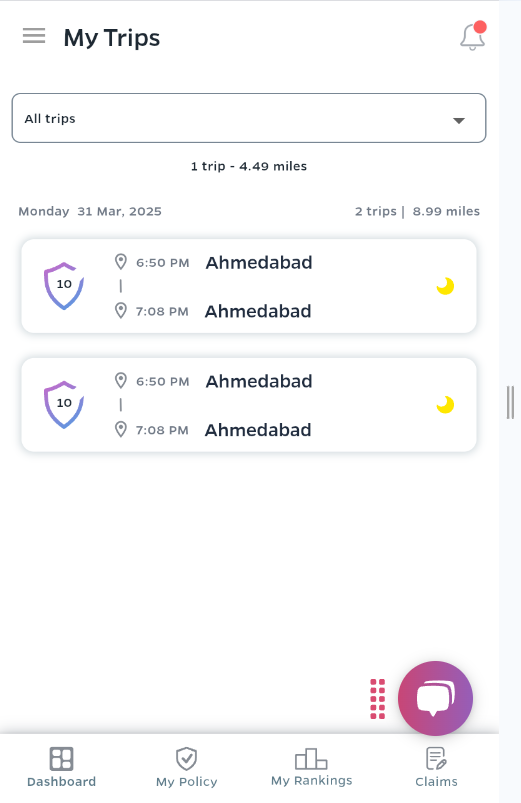 My Trips
All trips
1 trip - 4.49 miles
Monday 31 Mar, 2025 2 trips | 8.99 miles
10
6:50 PM Ahmedabad
7:08 PM Ahmedabad
10
6:50 PM Ahmedabad
7:08 PM Ahmedabad
Dashboard My Policy My Rankings Claims